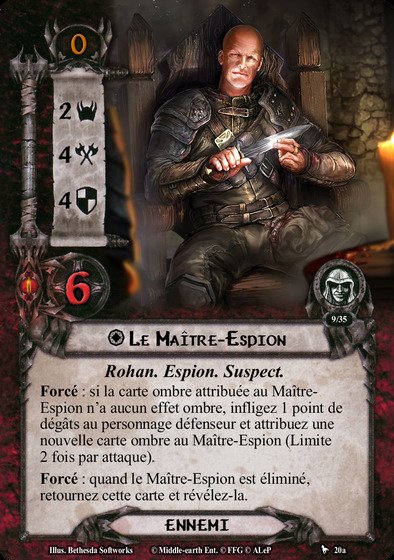 0
2
4
4
6
9/35
Le Maître-Espion
Rohan. Espion. Suspect.
Forcé : si la carte ombre attribuée au Maître-
Espion n'a aucun effet ombre, infligez 1 point de
dégâts au personnage défenseur et attribuez une
nouvelle carte ombre au Maître-Espion (Limite
2 fois par attaque).
Forcé : quand le Maître-Espion est éliminé,
retournez cette carte et révélez-la.
ENNEMI
Illus. Bethesda Softworks © Middle-earth Ent. © FFG © ALeP 20a